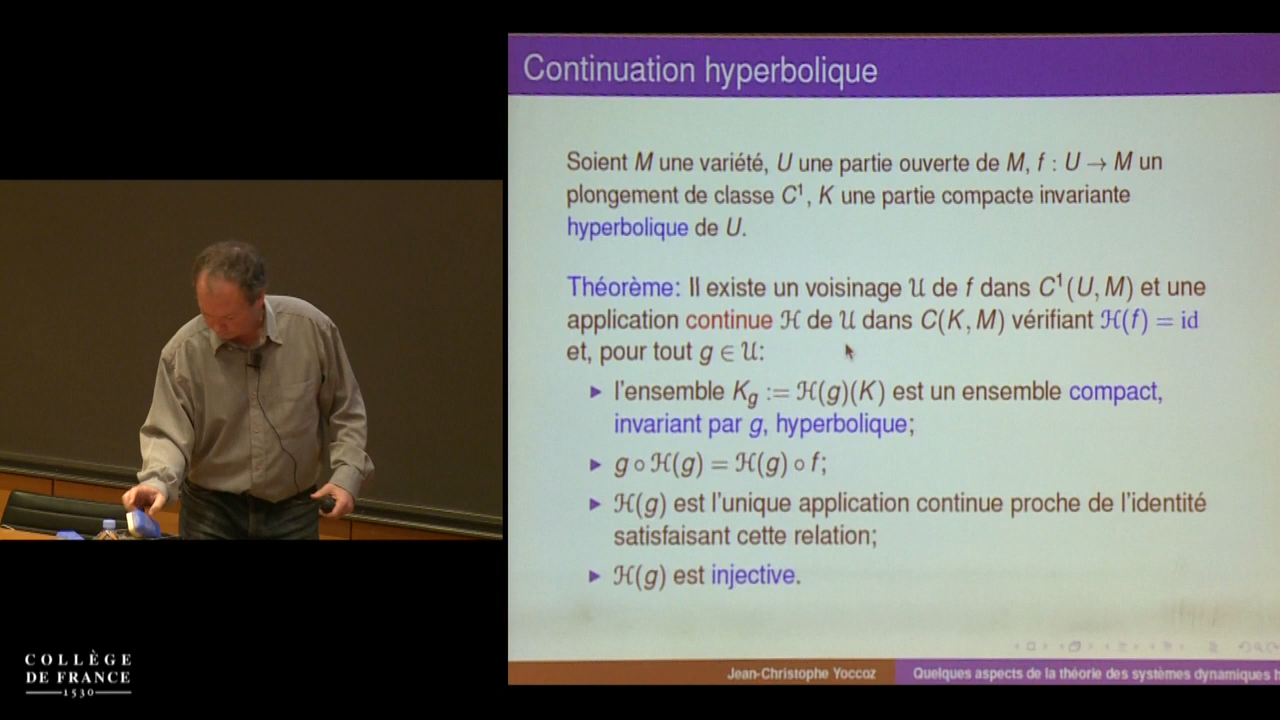 Continuation hyperbolique
Soient M une variété, U une partie ouverte de M, f : U → M un
plongement de classe C¹, K une partie compacte invariante
hyperbolique de U.
Théorème: Il existe un voisinage 𝒰 de f dans C¹(U, M) et une
application continue ℋ de 𝒰 dans C(K, M) vérifiant ℋ(f) = id
et, pour tout g ∈ 𝒰:
► l'ensemble K_g := ℋ(g)(K) est un ensemble compact,
invariant par g, hyperbolique;
► g ∘ ℋ(g) = ℋ(g) ∘ f;
► ℋ(g) est l'unique application continue proche de l'identité
satisfaisant cette relation;
► ℋ(g) est injective.
Jean-Christophe Yoccoz
Quelques aspects de la théorie des systèmes dynamiques h
COLLÈGE
DE FRANCE
1530